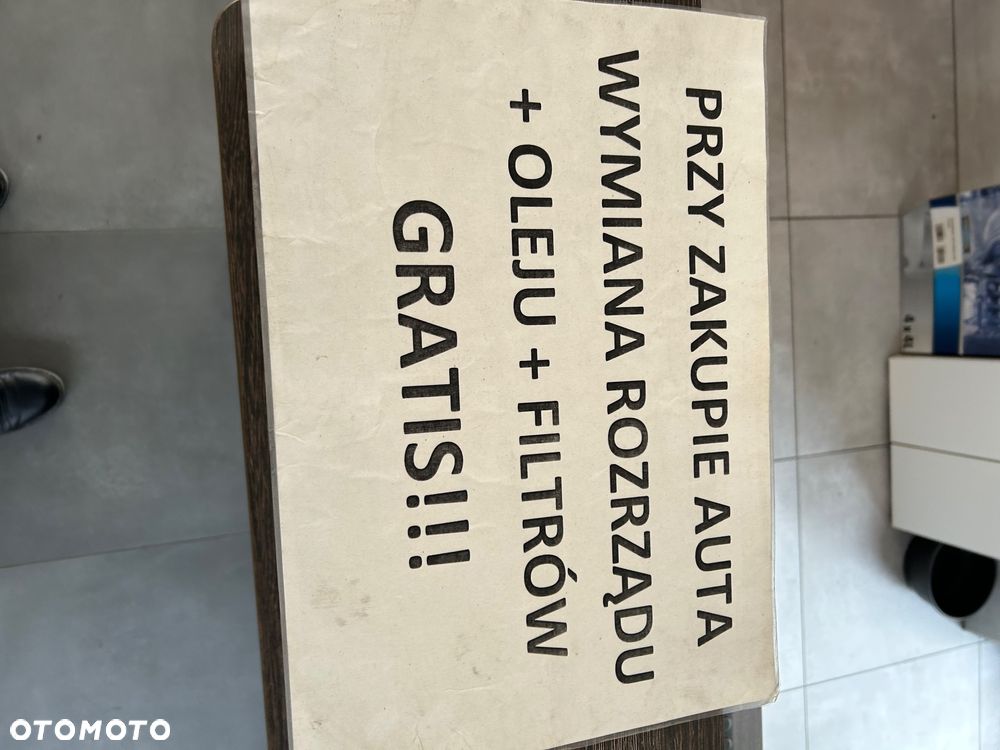 PRZY ZAKUPIE AUTA
WYMIANA ROZRZĄDU
+ OLEJU + FILTRÓW
GRATIS!!!
OTOMOTO